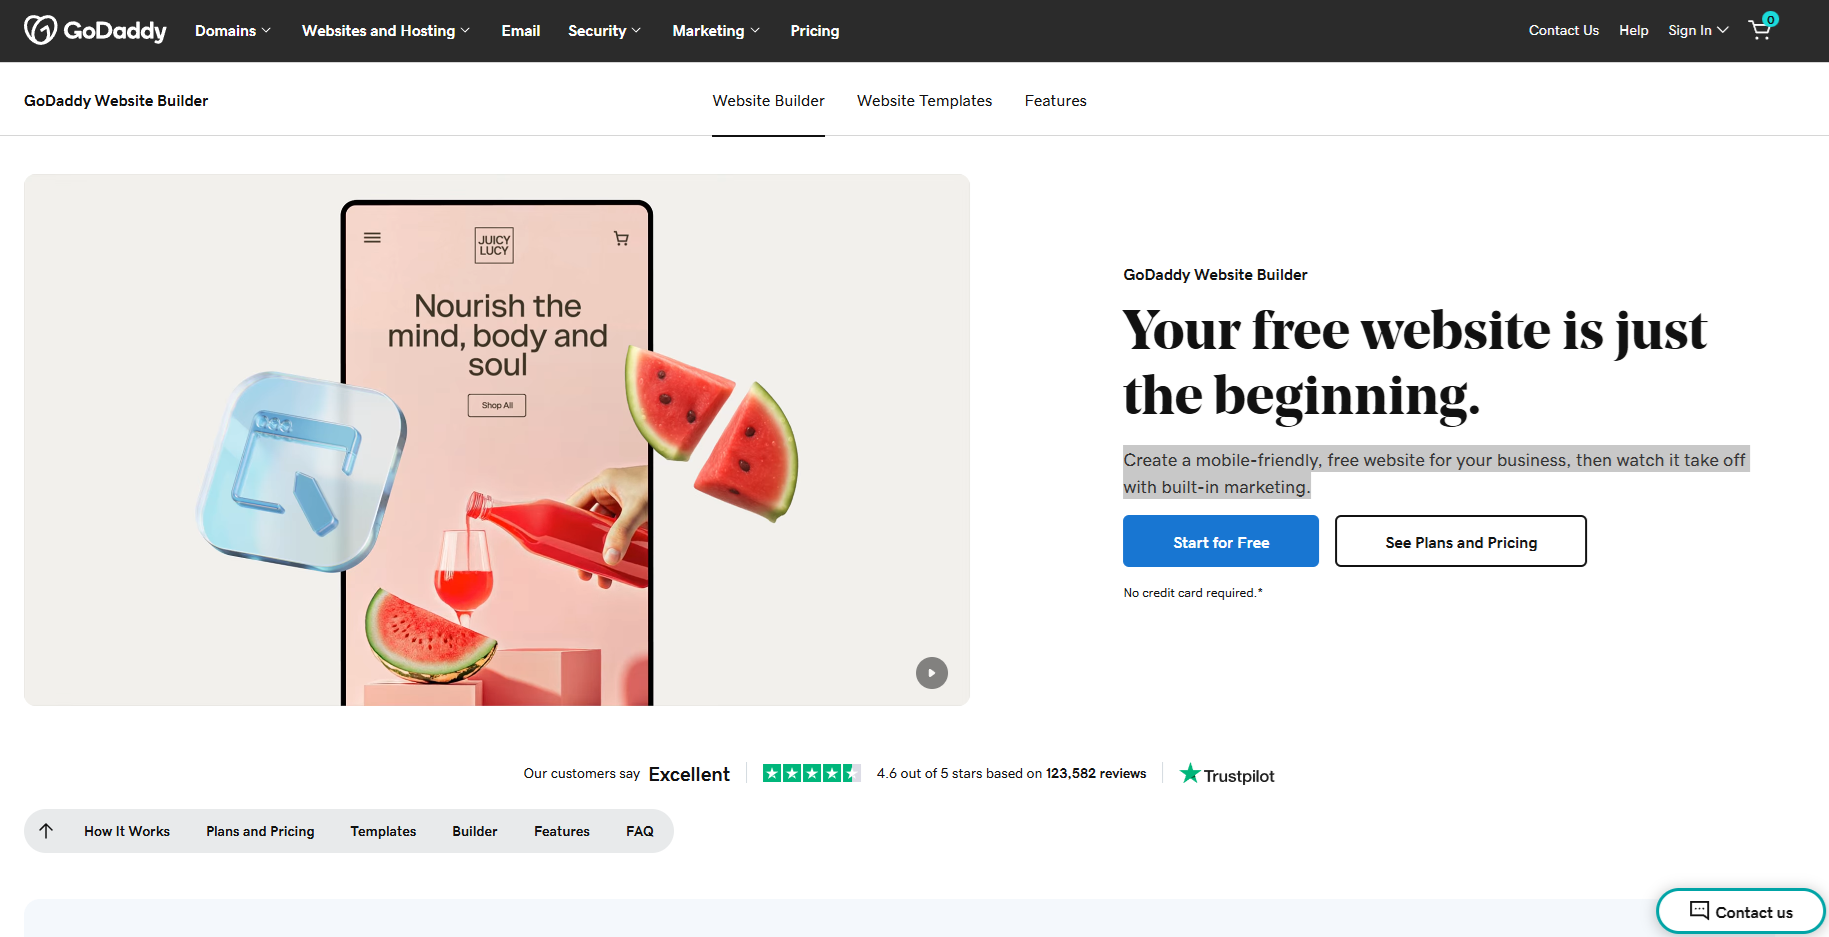 GoDaddy
Domains
Websites and Hosting
Email
Security
Marketing
Pricing
Contact Us
Help
Sign In
0
GoDaddy Website Builder
Website Builder
Website Templates
Features
JUICY
LUCY
Nourish the
mind, body and
soul
Shop All
GoDaddy Website Builder
Your free website is just
the beginning.
Create a mobile-friendly, free website for your business, then watch it take off
with built-in marketing.
Start for Free
See Plans and Pricing
No credit card required.*
Our customers say Excellent
4.6 out of 5 stars based on 123,582 reviews
Trustpilot
How It Works
Plans and Pricing
Templates
Builder
Features
FAQ
Contact us